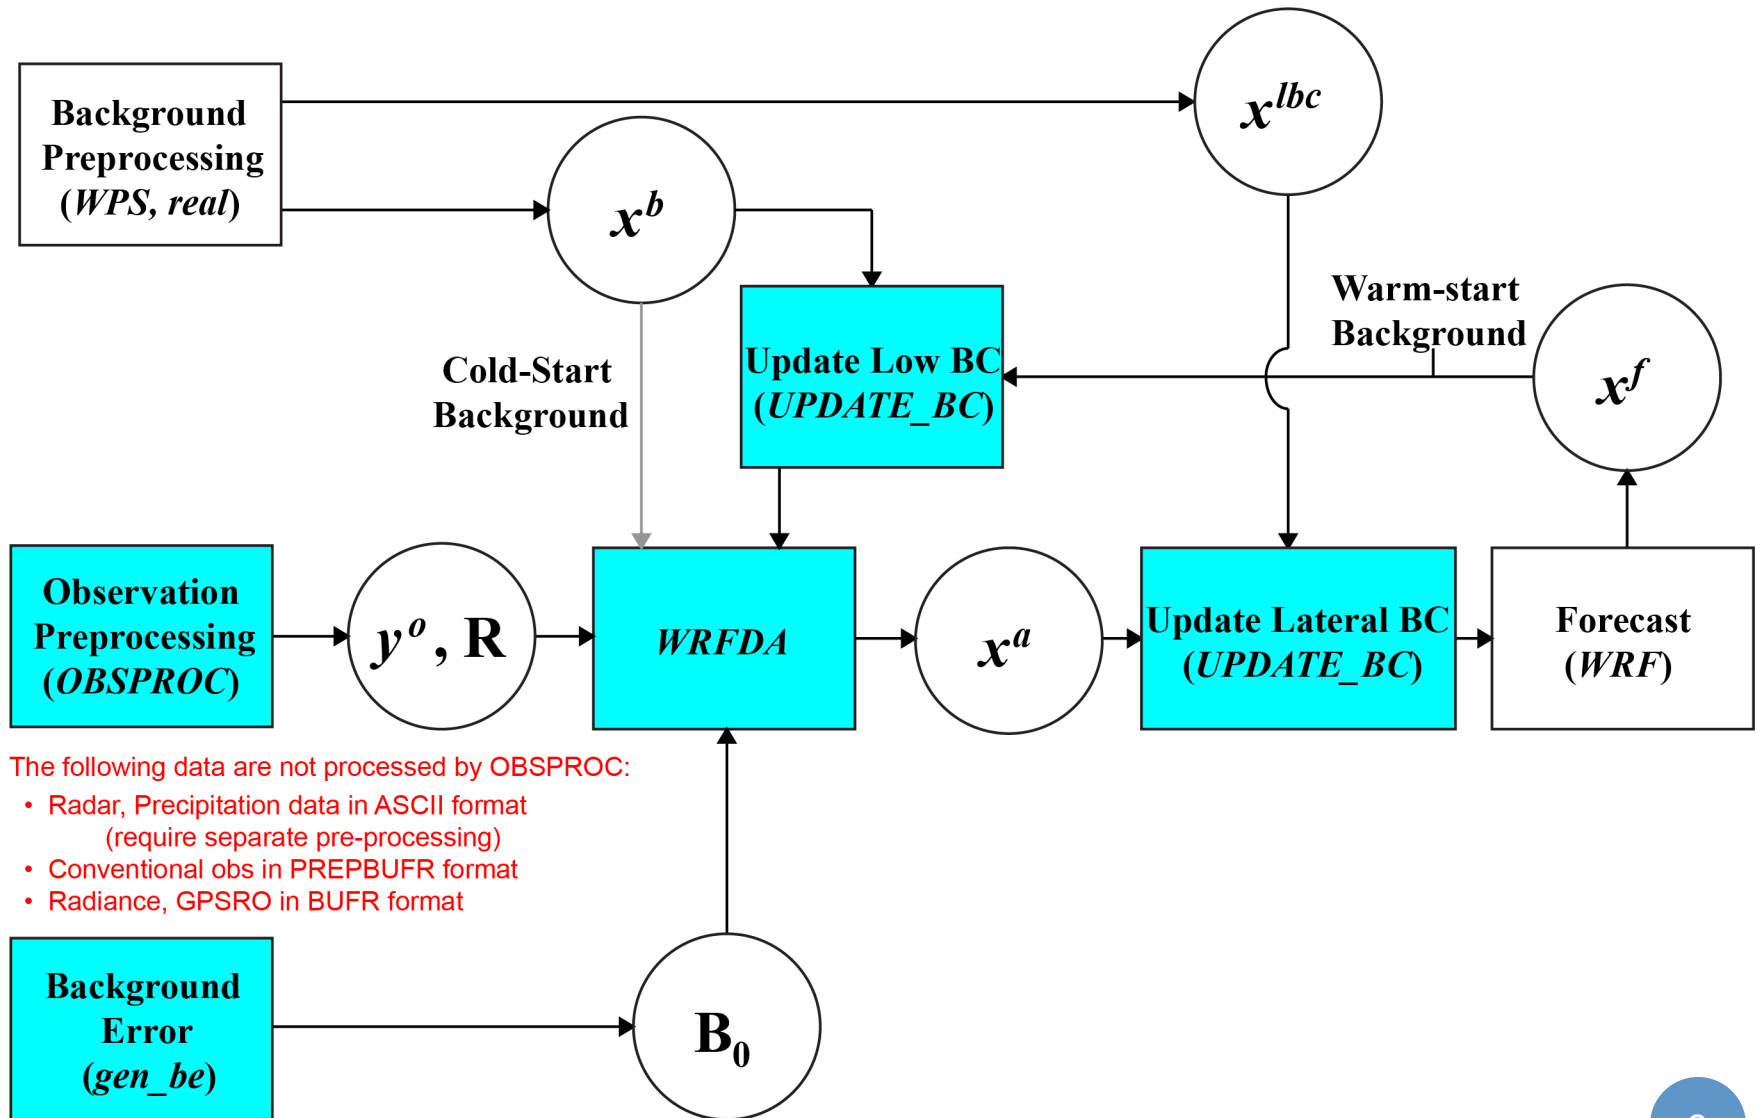 x^lbc
Background
Preprocessing
(WPS, real)
x^b
Warm-start
Background
Update Low BC
(UPDATE_BC)
Cold-Start
Background
x^f
Observation
Preprocessing
(OBSPROC)
y^o, R
WRFDA
x^a
Update Lateral BC
(UPDATE_BC)
Forecast
(WRF)
The following data are not processed by OBSPROC:
• Radar, Precipitation data in ASCII format
(require separate pre-processing)
• Conventional obs in PREPBUFR format
• Radiance, GPSRO in BUFR format
Background
Error
(gen_be)
B₀